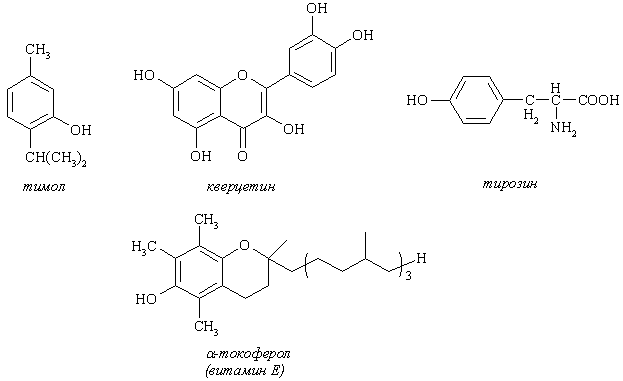 CH₃
OH
CH(CH₃)₂
тимол
OH
OH
HO
O
OH
OH
O
кверцетин
HO
H
C C COOH
H₂
NH₂
тирозин
CH₃
H₃C
O
( ) H
3
H₃C
HO
CH₃
α-токоферол
(витамин Е)